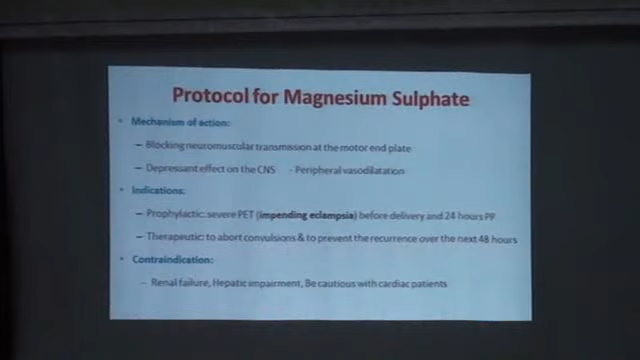 Protocol for Magnesium Sulphate
• Mechanism of action:
– Blocking neuromuscular transmission at the motor end plate
– Depressant effect on the CNS - Peripheral vasodilatation
• Indications:
– Prophylactic: severe PET (impending eclampsia) before delivery and 24 hours PP
– Therapeutic: to abort convulsions & to prevent the recurrence over the next 48 hours
• Contraindication:
– Renal failure, Hepatic impairment, Be cautious with cardiac patients